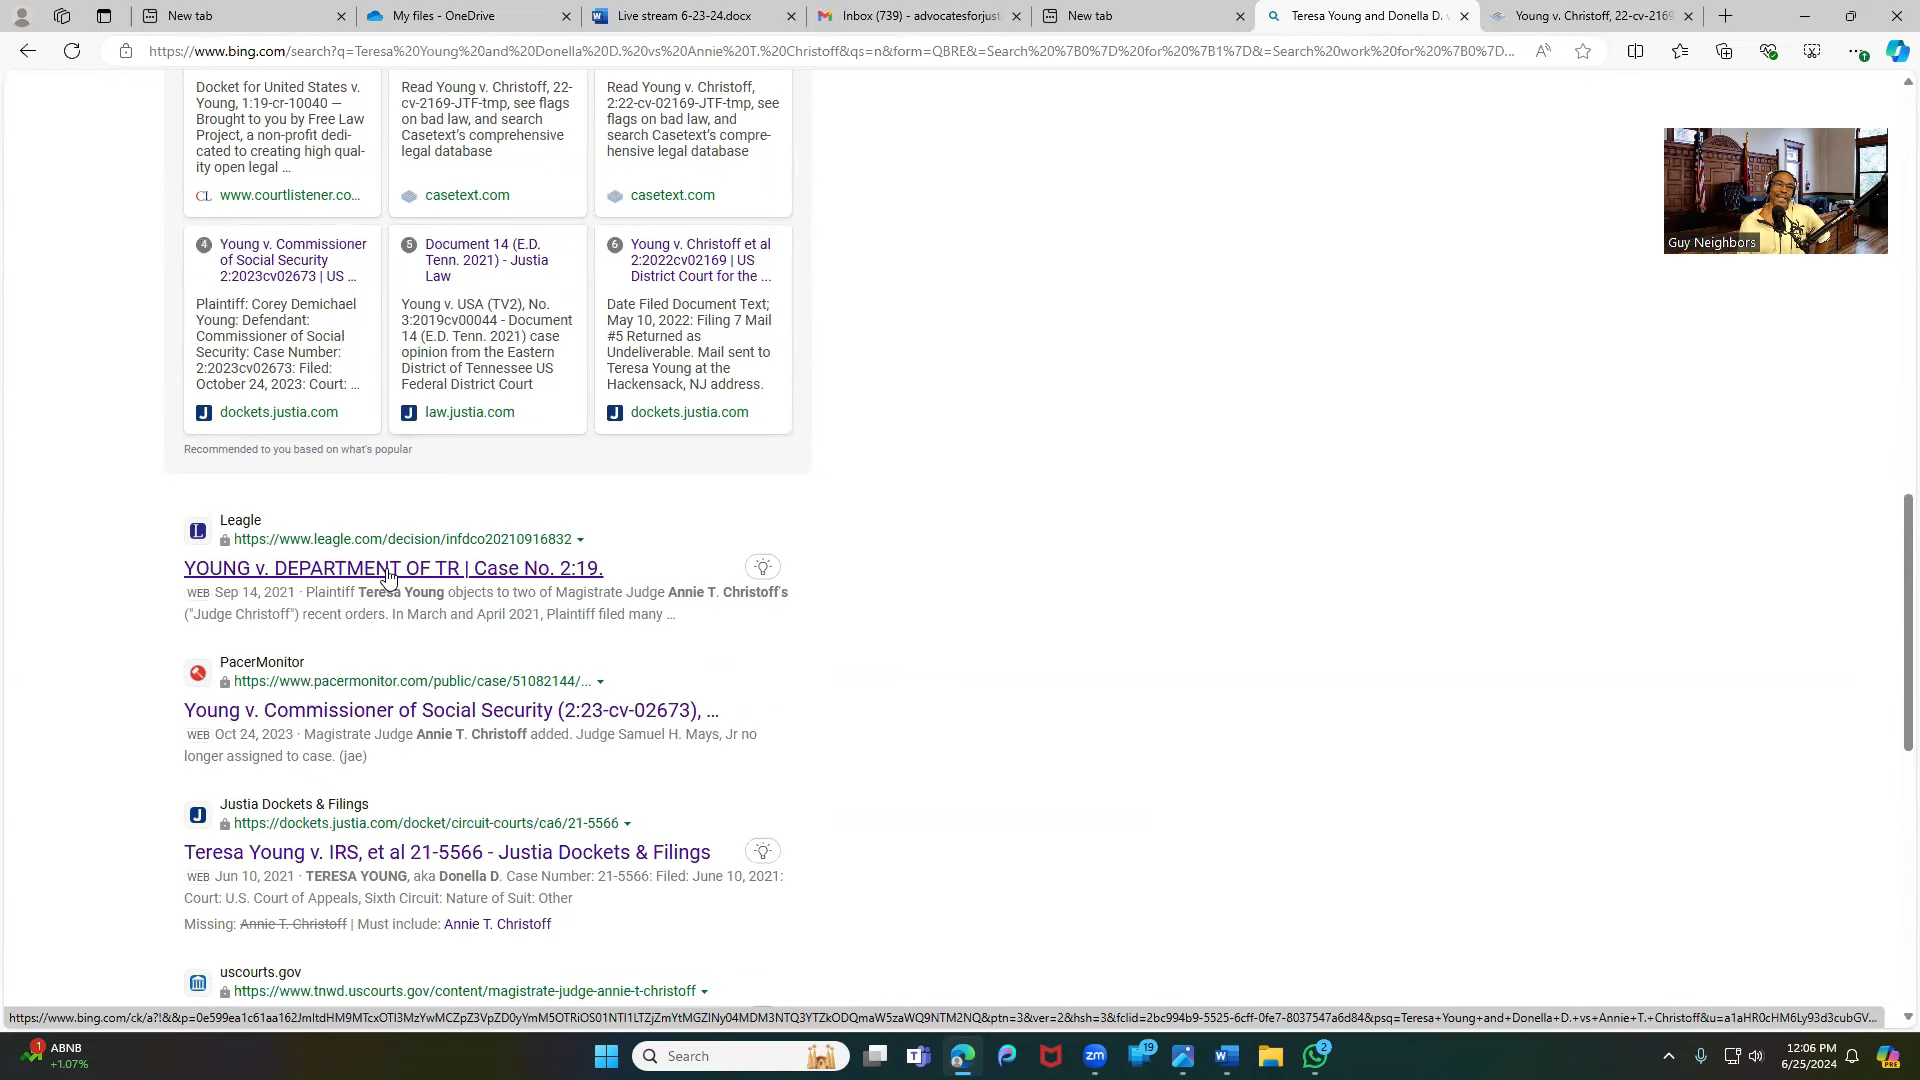 New tab
My files - OneDrive
Live stream 6-23-24.docx
Inbox (739) - advocatesforjust
New tab
Teresa Young and Donella D. v
Young v. Christoff, 22-cv-2169
https://www.bing.com/search?q=Teresa%20Young%20and%20Donella%20D.%20vs%20Annie%20T.%20Christoff&qs=n&form=QBRE&=Search%20%7B0%7D%20for%20%7B1%7D&=Search%20work%20for%20%7B0%7D...
Docket for United States v.
Young, 1:19-cr-10040 —
Brought to you by Free Law
Project, a non-profit dedi-
cated to creating high qual-
ity open legal ...
CL www.courtlistener.co...
Read Young v. Christoff, 22-
cv-2169-JTF-tmp, see flags
on bad law, and search
Casetext's comprehensive
legal database
casetext.com
Read Young v. Christoff,
2:22-cv-02169-JTF-tmp, see
flags on bad law, and
search Casetext's compre-
hensive legal database
casetext.com
Guy Neighbors
4 Young v. Commissioner
of Social Security
2:2023cv02673 | US ...
Plaintiff: Corey Demichael
Young: Defendant:
Commissioner of Social
Security: Case Number:
2:2023cv02673: Filed:
October 24, 2023: Court: ...
J dockets.justia.com
5 Document 14 (E.D.
Tenn. 2021) - Justia
Law
Young v. USA (TV2), No.
3:2019cv00044 - Document
14 (E.D. Tenn. 2021) case
opinion from the Eastern
District of Tennessee US
Federal District Court
J law.justia.com
6 Young v. Christoff et al
2:2022cv02169 | US
District Court for the ...
Date Filed Document Text;
May 10, 2022: Filing 7 Mail
#5 Returned as
Undeliverable. Mail sent to
Teresa Young at the
Hackensack, NJ address.
J dockets.justia.com
Recommended to you based on what's popular
L Leagle
https://www.leagle.com/decision/infdco20210916832
YOUNG v. DEPARTMENT OF TR | Case No. 2:19.
WEB Sep 14, 2021 · Plaintiff Teresa Young objects to two of Magistrate Judge Annie T. Christoff's
("Judge Christoff") recent orders. In March and April 2021, Plaintiff filed many ...
PacerMonitor
https://www.pacermonitor.com/public/case/51082144/...
Young v. Commissioner of Social Security (2:23-cv-02673), ...
WEB Oct 24, 2023 · Magistrate Judge Annie T. Christoff added. Judge Samuel H. Mays, Jr no
longer assigned to case. (jae)
J Justia Dockets & Filings
https://dockets.justia.com/docket/circuit-courts/ca6/21-5566
Teresa Young v. IRS, et al 21-5566 - Justia Dockets & Filings
WEB Jun 10, 2021 · TERESA YOUNG, aka Donella D. Case Number: 21-5566: Filed: June 10, 2021:
Court: U.S. Court of Appeals, Sixth Circuit: Nature of Suit: Other
Missing: Annie T. Christoff | Must include: Annie T. Christoff
uscourts.gov
https://www.tnwd.uscourts.gov/content/magistrate-judge-annie-t-christoff
1 ABNB
+1.07%
Search
zm
19
2
12:06 PM
6/25/2024
PRE